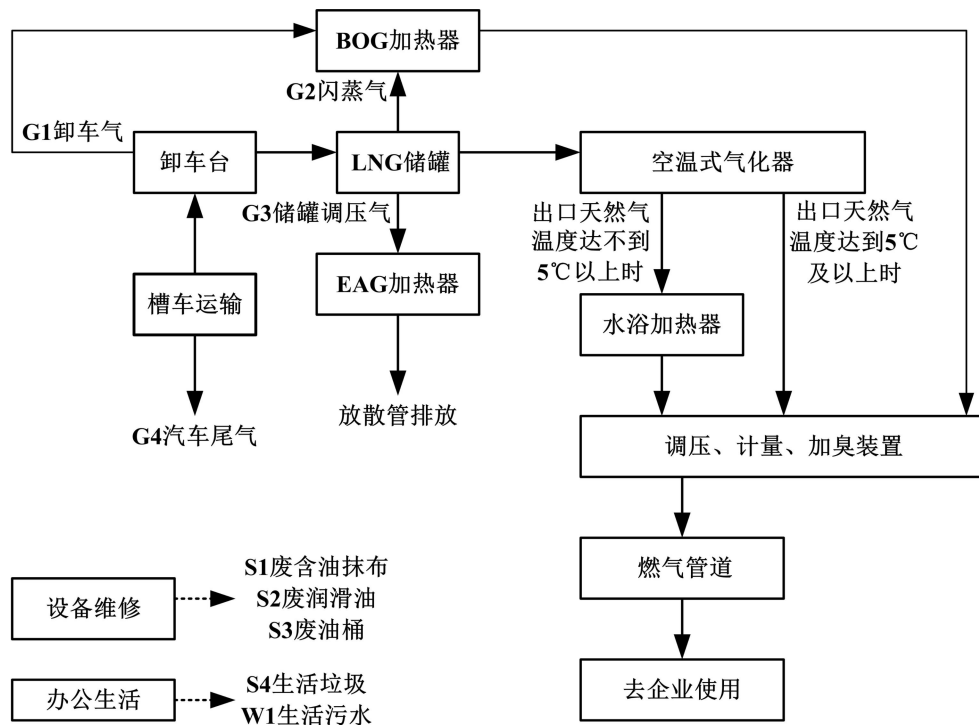 BOG加热器
G2闪蒸气
G1卸车气
卸车台
LNG储罐
空温式气化器
G3储罐调压气
出口天然气
温度达不到
5℃以上时
出口天然气
温度达到5℃
及以上时
EAG加热器
槽车运输
水浴加热器
放散管排放
G4汽车尾气
调压、计量、加臭装置
燃气管道
设备维修
S1废含油抹布
S2废润滑油
S3废油桶
去企业使用
办公生活
S4生活垃圾
W1生活污水